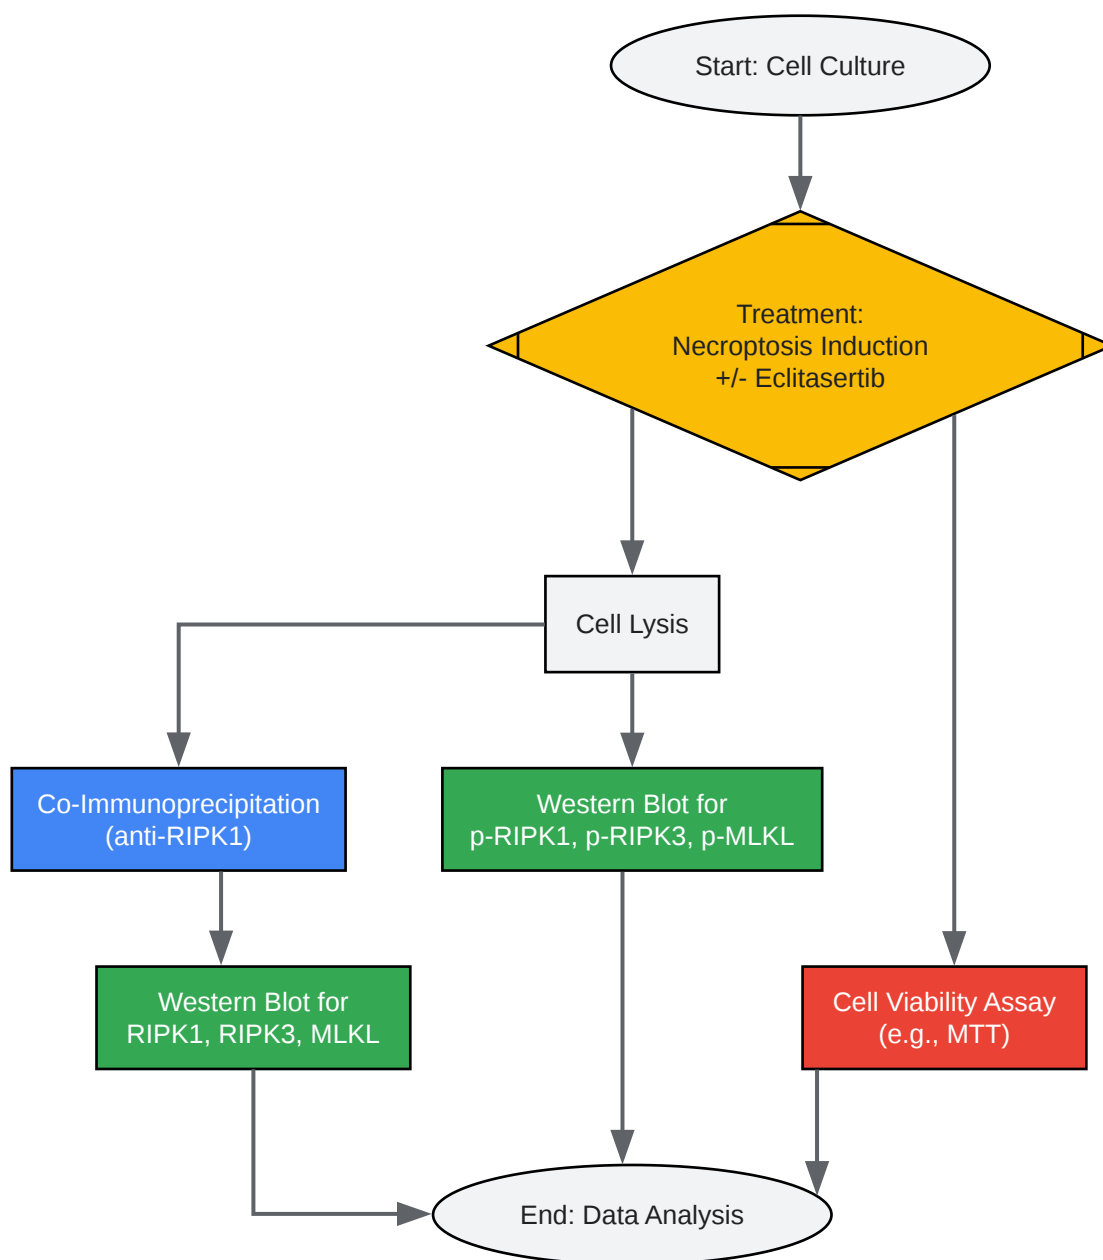 Start: Cell Culture
Treatment:
Necroptosis Induction
+/- Eclitasertib
Cell Lysis
Co-Immunoprecipitation
(anti-RIPK1)
Western Blot for
p-RIPK1, p-RIPK3, p-MLKL
Western Blot for
RIPK1, RIPK3, MLKL
Cell Viability Assay
(e.g., MTT)
End: Data Analysis